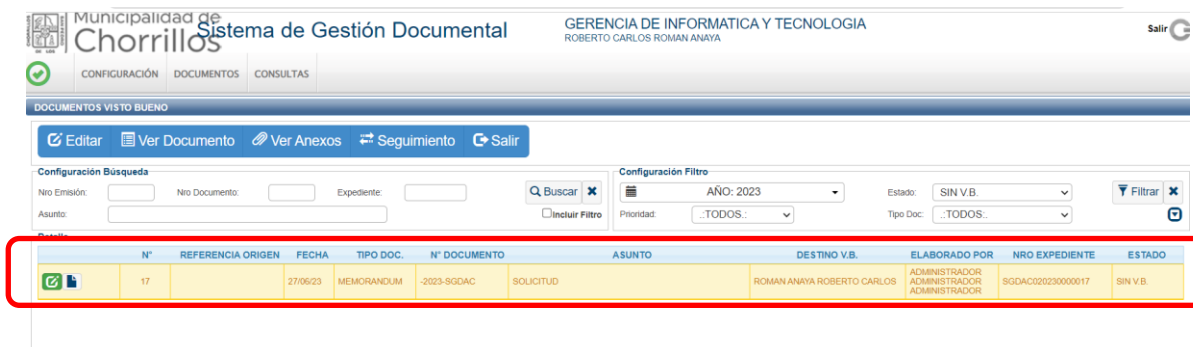 Municipalidad de
Chorrillos
Sistema de Gestión Documental
GERENCIA DE INFORMATICA Y TECNOLOGIA
ROBERTO CARLOS ROMAN ANAYA
Salir
CONFIGURACIÓN DOCUMENTOS CONSULTAS
DOCUMENTOS VISTO BUENO
Editar Ver Documento Ver Anexos Seguimiento Salir
Configuración Búsqueda
Nro Emisión: Nro Documento: Expediente: Buscar
Asunto: Incluir Filtro
Configuración Filtro
AÑO: 2023 Estado: SIN V.B. Filtrar
Prioridad: .:TODOS.: Tipo Doc: .:TODOS:.
Detalle
N° REFERENCIA ORIGEN FECHA TIPO DOC. N° DOCUMENTO ASUNTO DESTINO V.B. ELABORADO POR NRO EXPEDIENTE ESTADO
17 27/06/23 MEMORANDUM -2023-SGDAC SOLICITUD ROMAN ANAYA ROBERTO CARLOS ADMINISTRADOR ADMINISTRADOR ADMINISTRADOR SGDAC020230000017 SIN V.B.